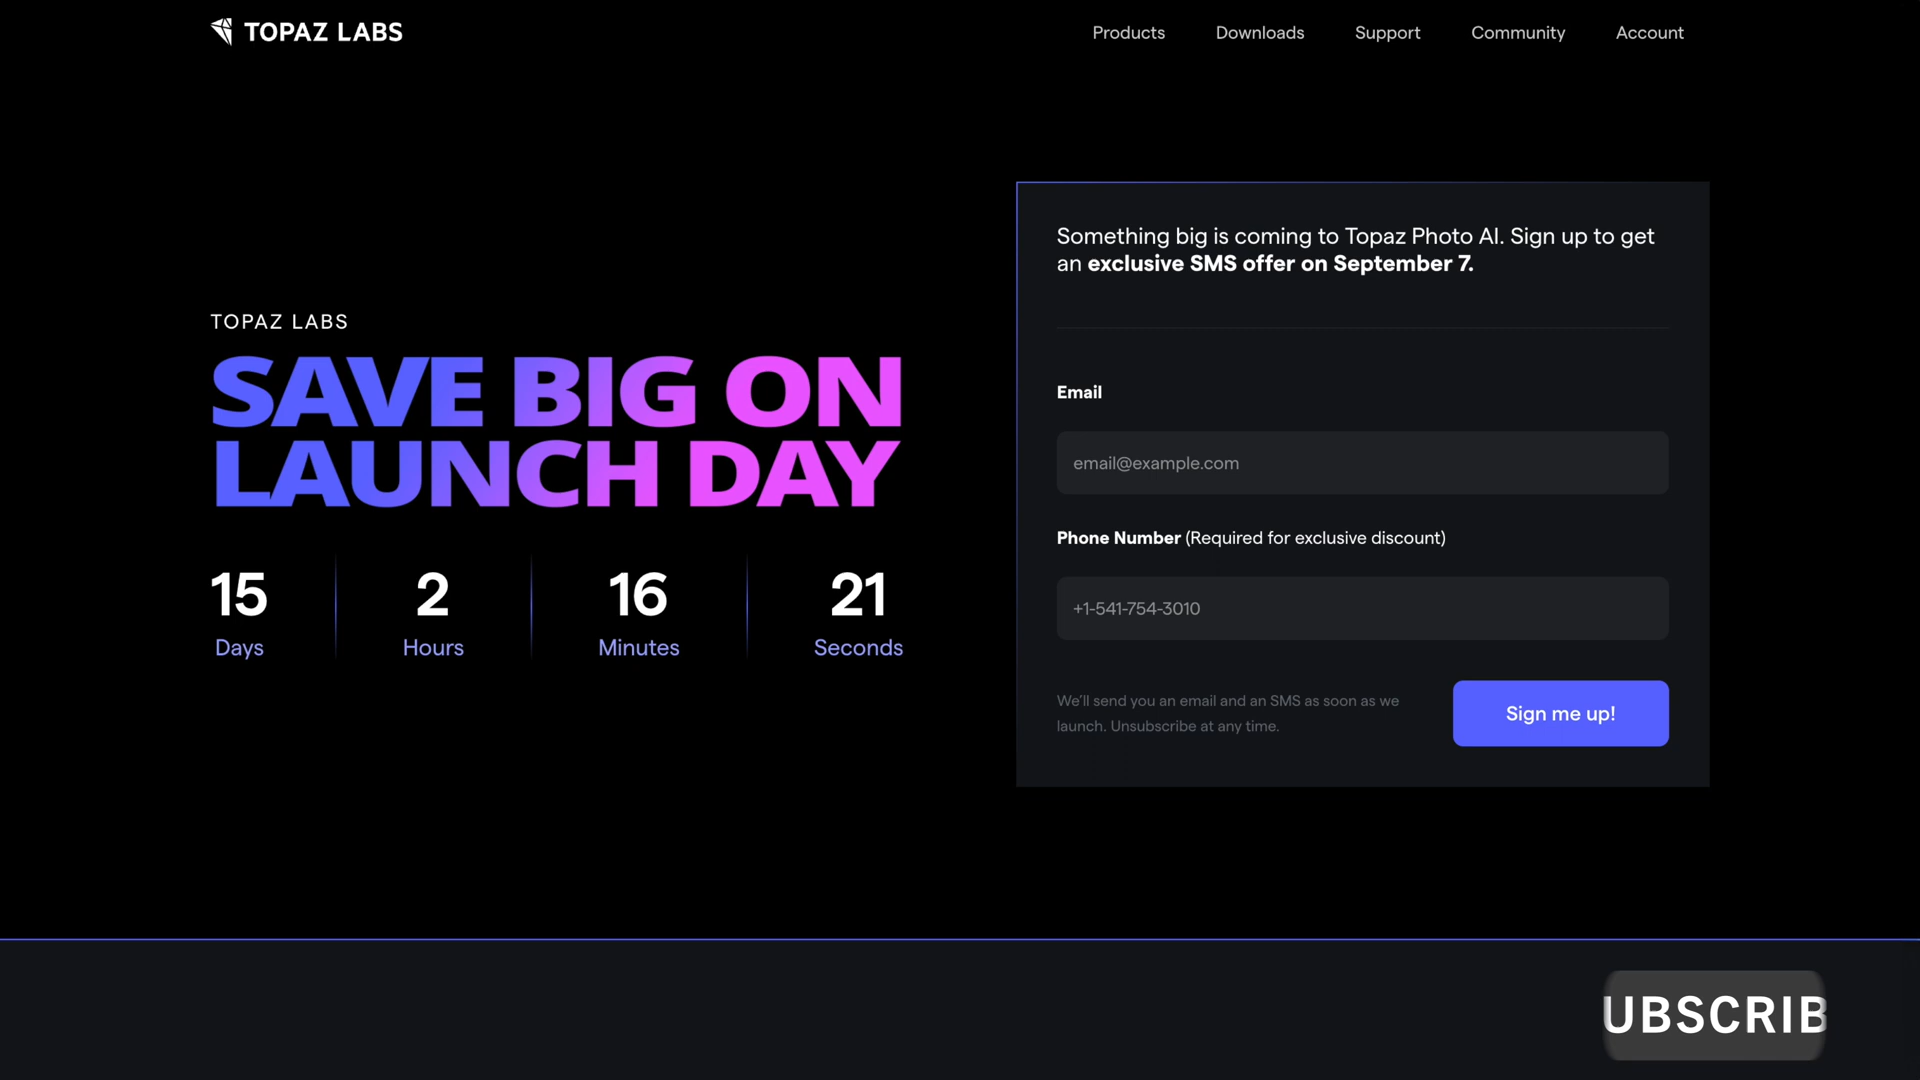 TOPAZ LABS
Products
Downloads
Support
Community
Account
TOPAZ LABS
SAVE BIG ON
LAUNCH DAY
15
2
16
21
Days
Hours
Minutes
Seconds
Something big is coming to Topaz Photo AI. Sign up to get
an exclusive SMS offer on September 7.
Email
email@example.com
Phone Number (Required for exclusive discount)
+1-541-754-3010
We'll send you an email and an SMS as soon as we
launch. Unsubscribe at any time.
Sign me up!
UBSCRIB